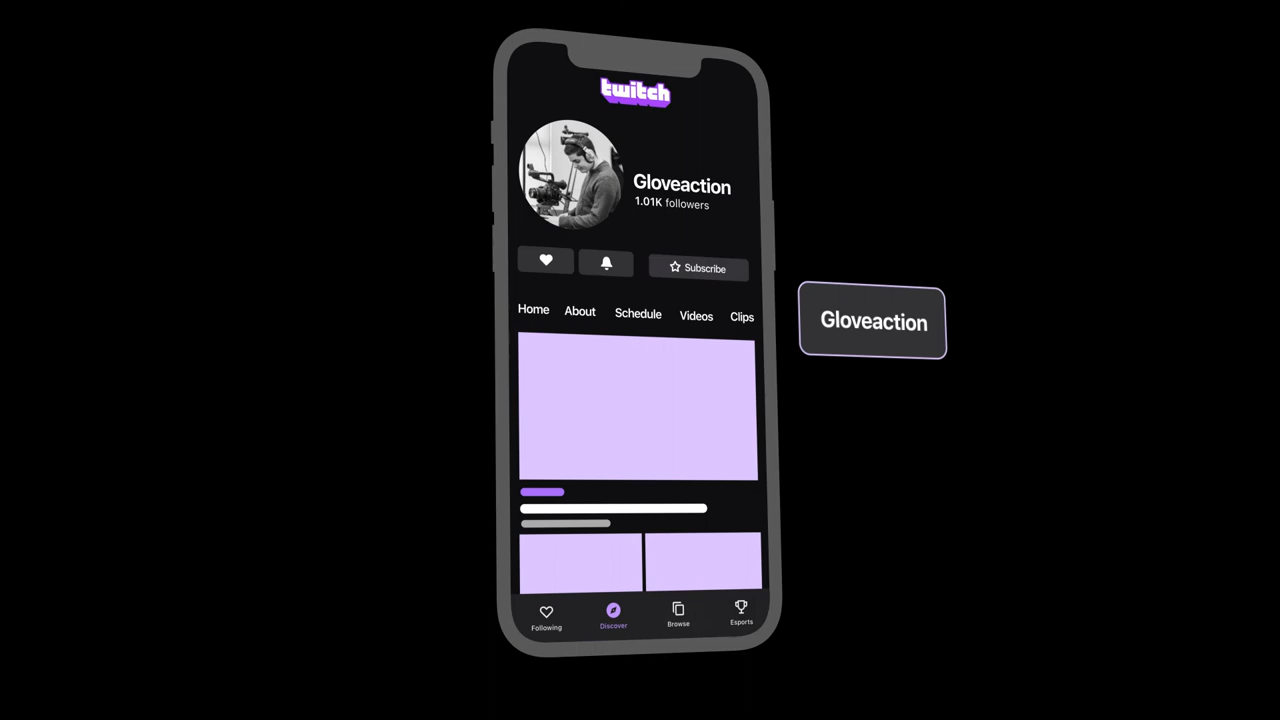 twitch
Gloveaction
1.01K followers
Subscribe
Home About Schedule Videos Clips
Gloveaction
Following Discover Browse Esports